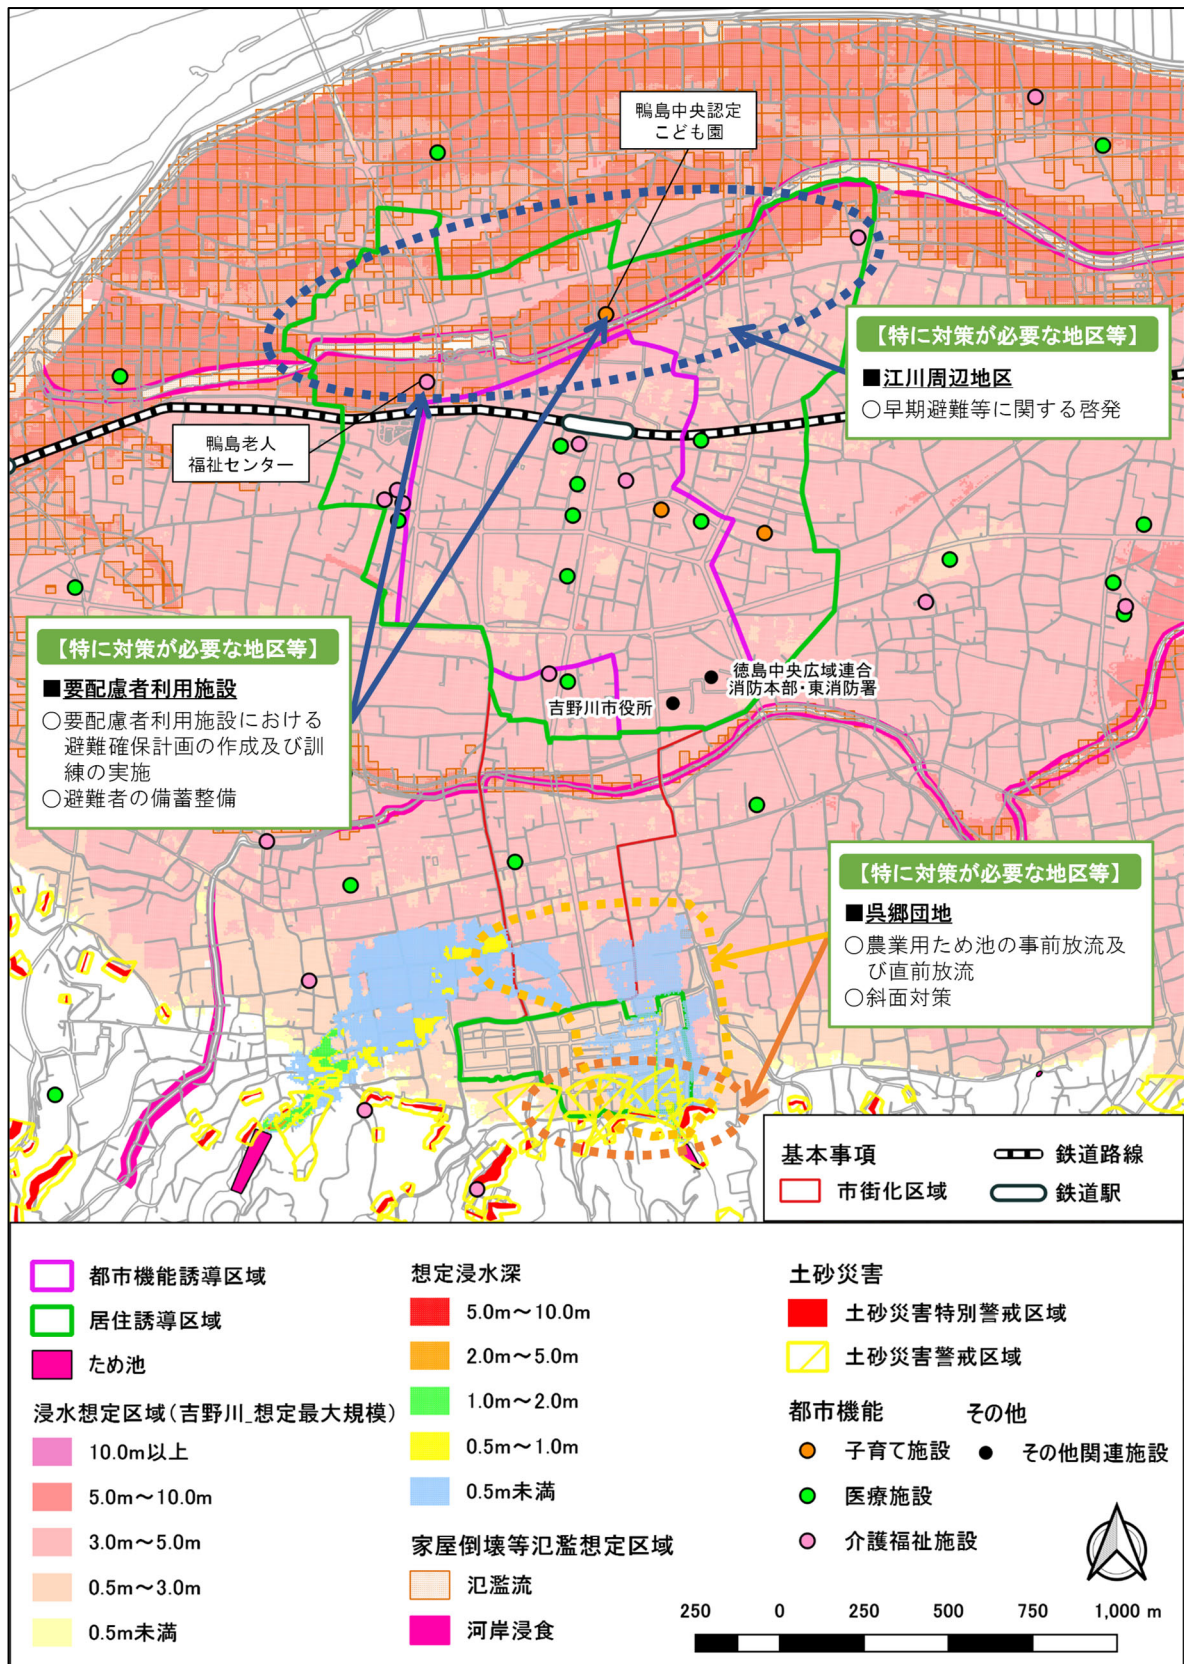 鴨島中央認定
こども園
【特に対策が必要な地区等】
■江川周辺地区
○早期避難等に関する啓発
鴨島老人
福祉センター
【特に対策が必要な地区等】
■要配慮者利用施設
○要配慮者利用施設における
避難確保計画の作成及び訓
練の実施
○避難者の備蓄整備
徳島中央広域連合
消防本部・東消防署
吉野川市役所
【特に対策が必要な地区等】
■呉郷団地
○農業用ため池の事前放流及
び直前放流
○斜面対策
基本事項
市街化区域
鉄道路線
鉄道駅
都市機能誘導区域
居住誘導区域
ため池
浸水想定区域(吉野川_想定最大規模)
10.0m以上
5.0m～10.0m
3.0m～5.0m
0.5m～3.0m
0.5m未満
想定浸水深
5.0m～10.0m
2.0m～5.0m
1.0m～2.0m
0.5m～1.0m
0.5m未満
家屋倒壊等氾濫想定区域
氾濫流
河岸浸食
土砂災害
土砂災害特別警戒区域
土砂災害警戒区域
都市機能
子育て施設
医療施設
介護福祉施設
その他
その他関連施設
250 0 250 500 750 1,000 m